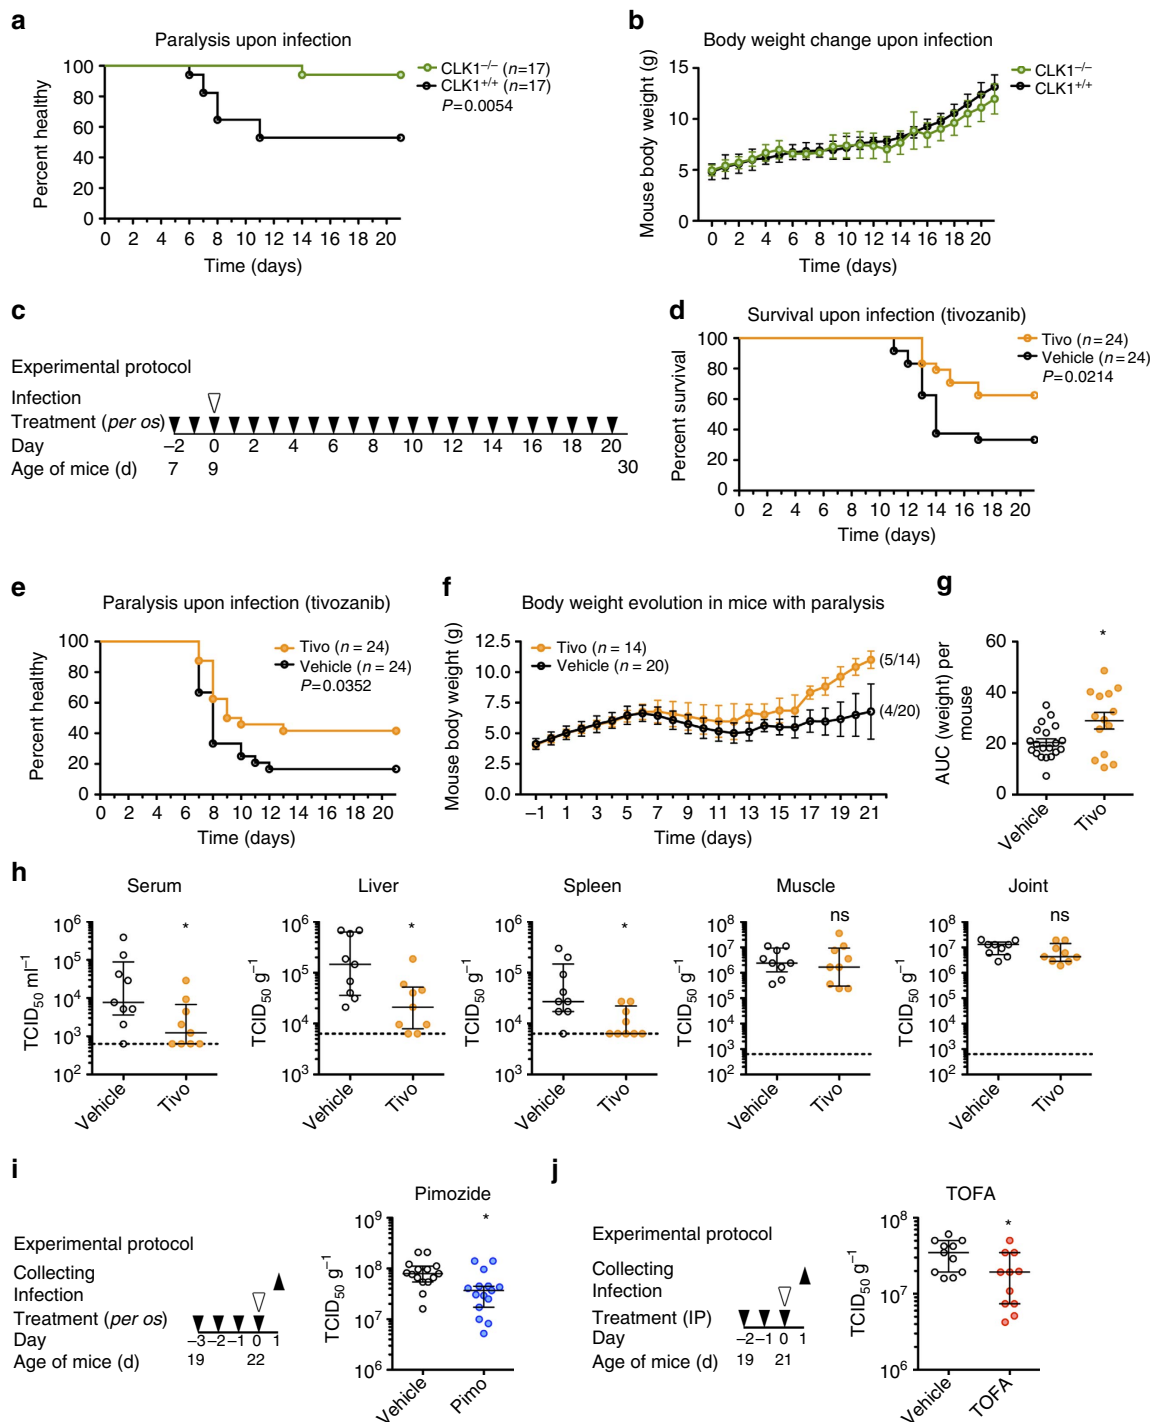 a
Paralysis upon infection
Percent healthy
100
80
60
40
20
0
0 2 4 6 8 10 12 14 16 18 20
Time (days)
CLK1–/– (n=17)
CLK1+/+ (n=17)
P=0.0054
b
Body weight change upon infection
Mouse body weight (g)
15
10
5
0
0 2 4 6 8 10 12 14 16 18 20
Time (days)
CLK1–/–
CLK1+/+
c
Experimental protocol
Infection
Treatment (per os)
Day –2 0 2 4 6 8 10 12 14 16 18 20
Age of mice (d) 7 9 30
d
Survival upon infection (tivozanib)
Percent survival
100
80
60
40
20
0
0 2 4 6 8 10 12 14 16 18 20
Time (days)
Tivo (n=24)
Vehicle (n=24)
P=0.0214
e
Paralysis upon infection (tivozanib)
Percent healthy
100
80
60
40
20
0
0 2 4 6 8 10 12 14 16 18 20
Time (days)
Tivo (n = 24)
Vehicle (n = 24)
P=0.0352
f
Body weight evolution in mice with paralysis
Mouse body weight (g)
12.5
10.0
7.5
5.0
2.5
0.0
–1 1 3 5 7 9 11 13 15 17 19 21
Time (days)
Tivo (n = 14)
Vehicle (n = 20)
(5/14)
(4/20)
g
AUC (weight) per
mouse
60
40
20
0
*
Vehicle Tivo
h
Serum
TCID50 ml–1
10^6
10^5
10^4
10^3
10^2
*
Vehicle Tivo
Liver
TCID50 g–1
10^6
10^5
10^4
10^3
*
Vehicle Tivo
Spleen
TCID50 g–1
10^6
10^5
10^4
10^3
*
Vehicle Tivo
Muscle
TCID50 g–1
10^8
10^7
10^6
10^5
10^4
10^3
10^2
ns
Vehicle Tivo
Joint
TCID50 g–1
10^8
10^7
10^6
10^5
10^4
10^3
10^2
ns
Vehicle Tivo
i
Experimental protocol
Collecting
Infection
Treatment (per os)
Day –3 –2 –1 0 1
Age of mice (d) 19 22
Pimozide
TCID50 g–1
10^9
10^8
10^7
10^6
*
Vehicle Pimo
j
Experimental protocol
Collecting
Infection
Treatment (IP)
Day –2 –1 0 1
Age of mice (d) 19 21
TOFA
TCID50 g–1
10^8
10^7
10^6
*
Vehicle TOFA